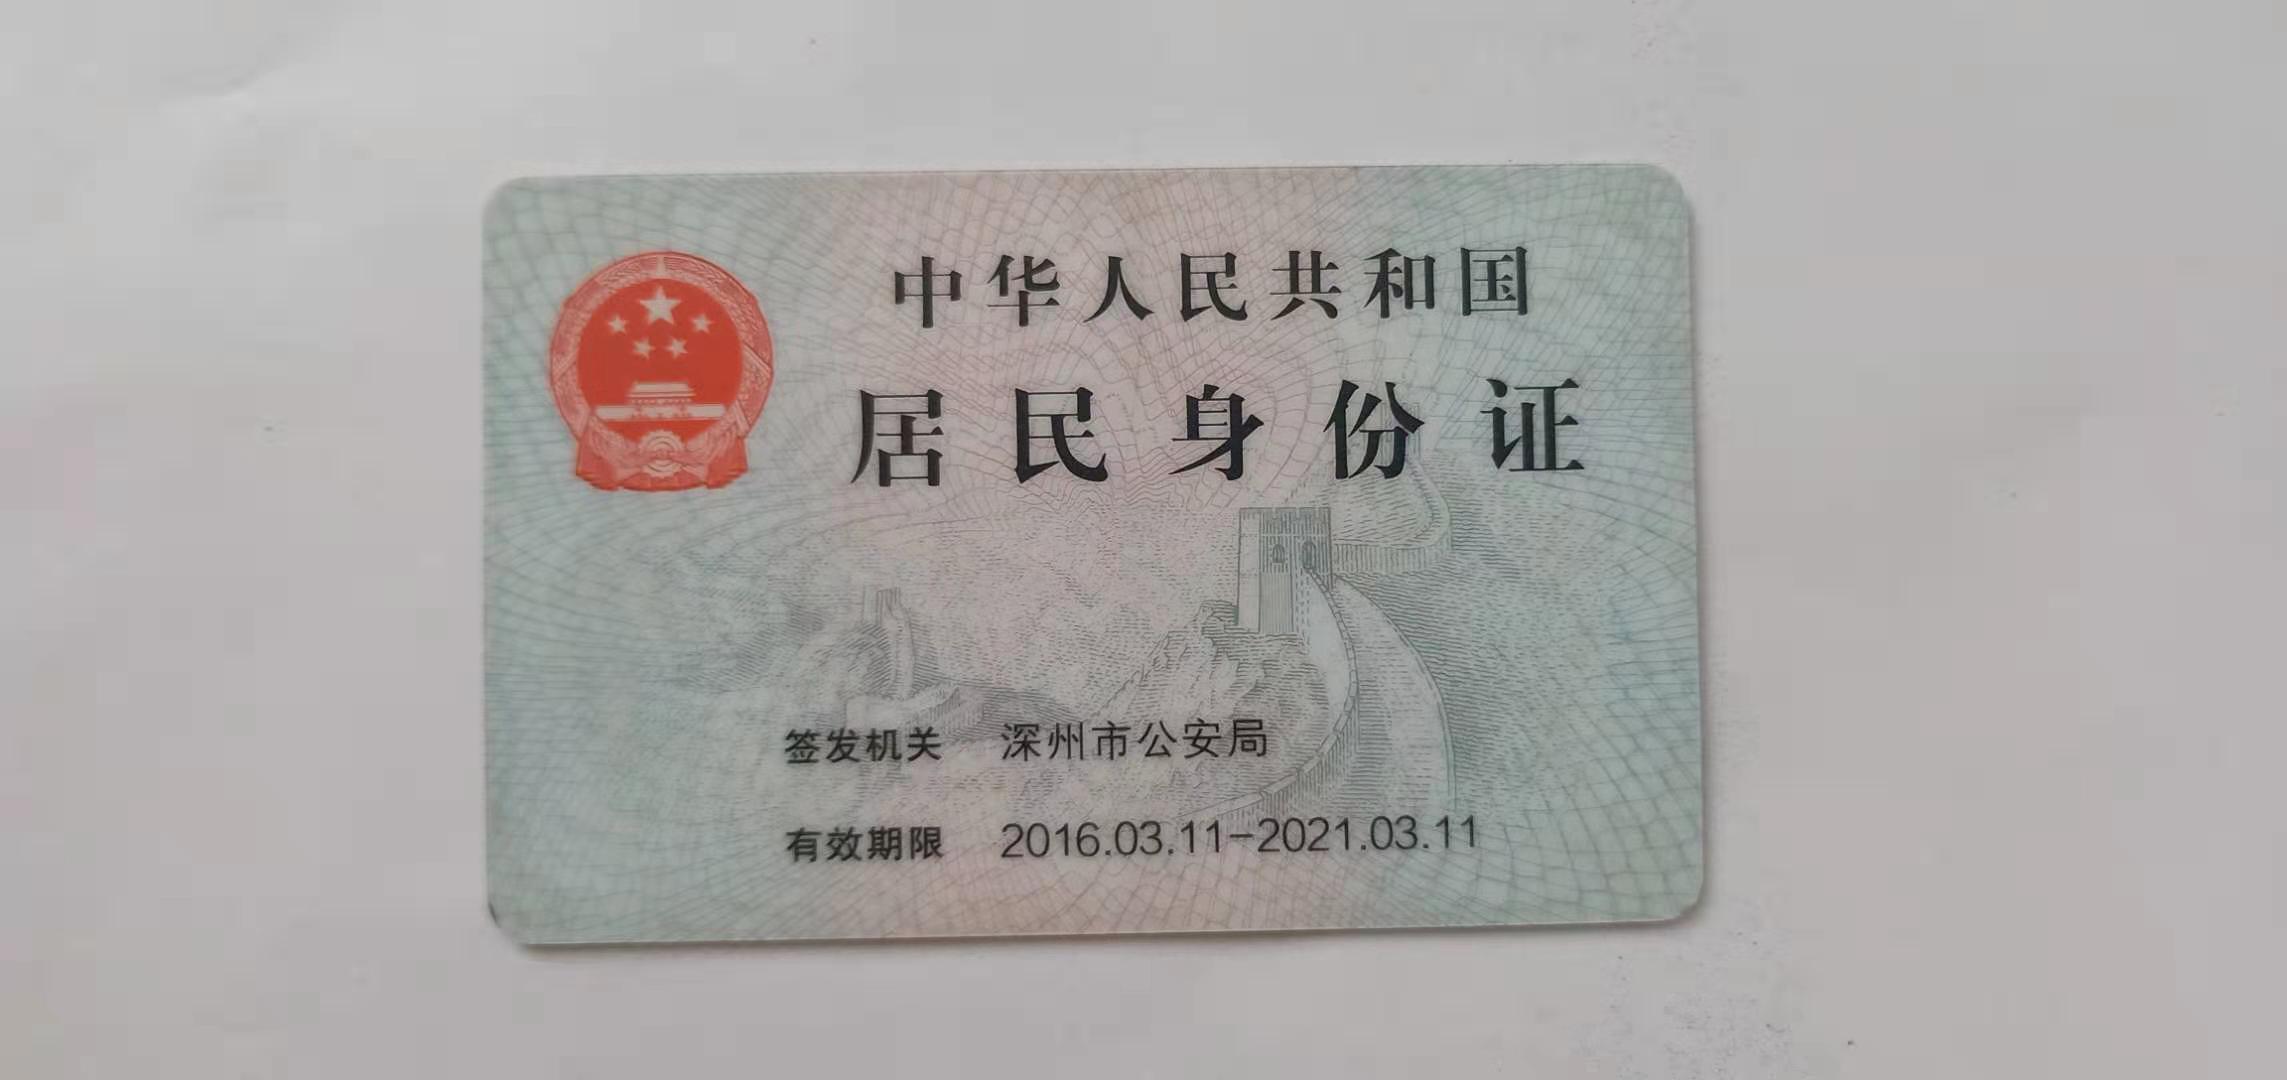 中华人民共和国
居民身份证
签发机关 深州市公安局
有效期限 2016.03.11-2021.03.11